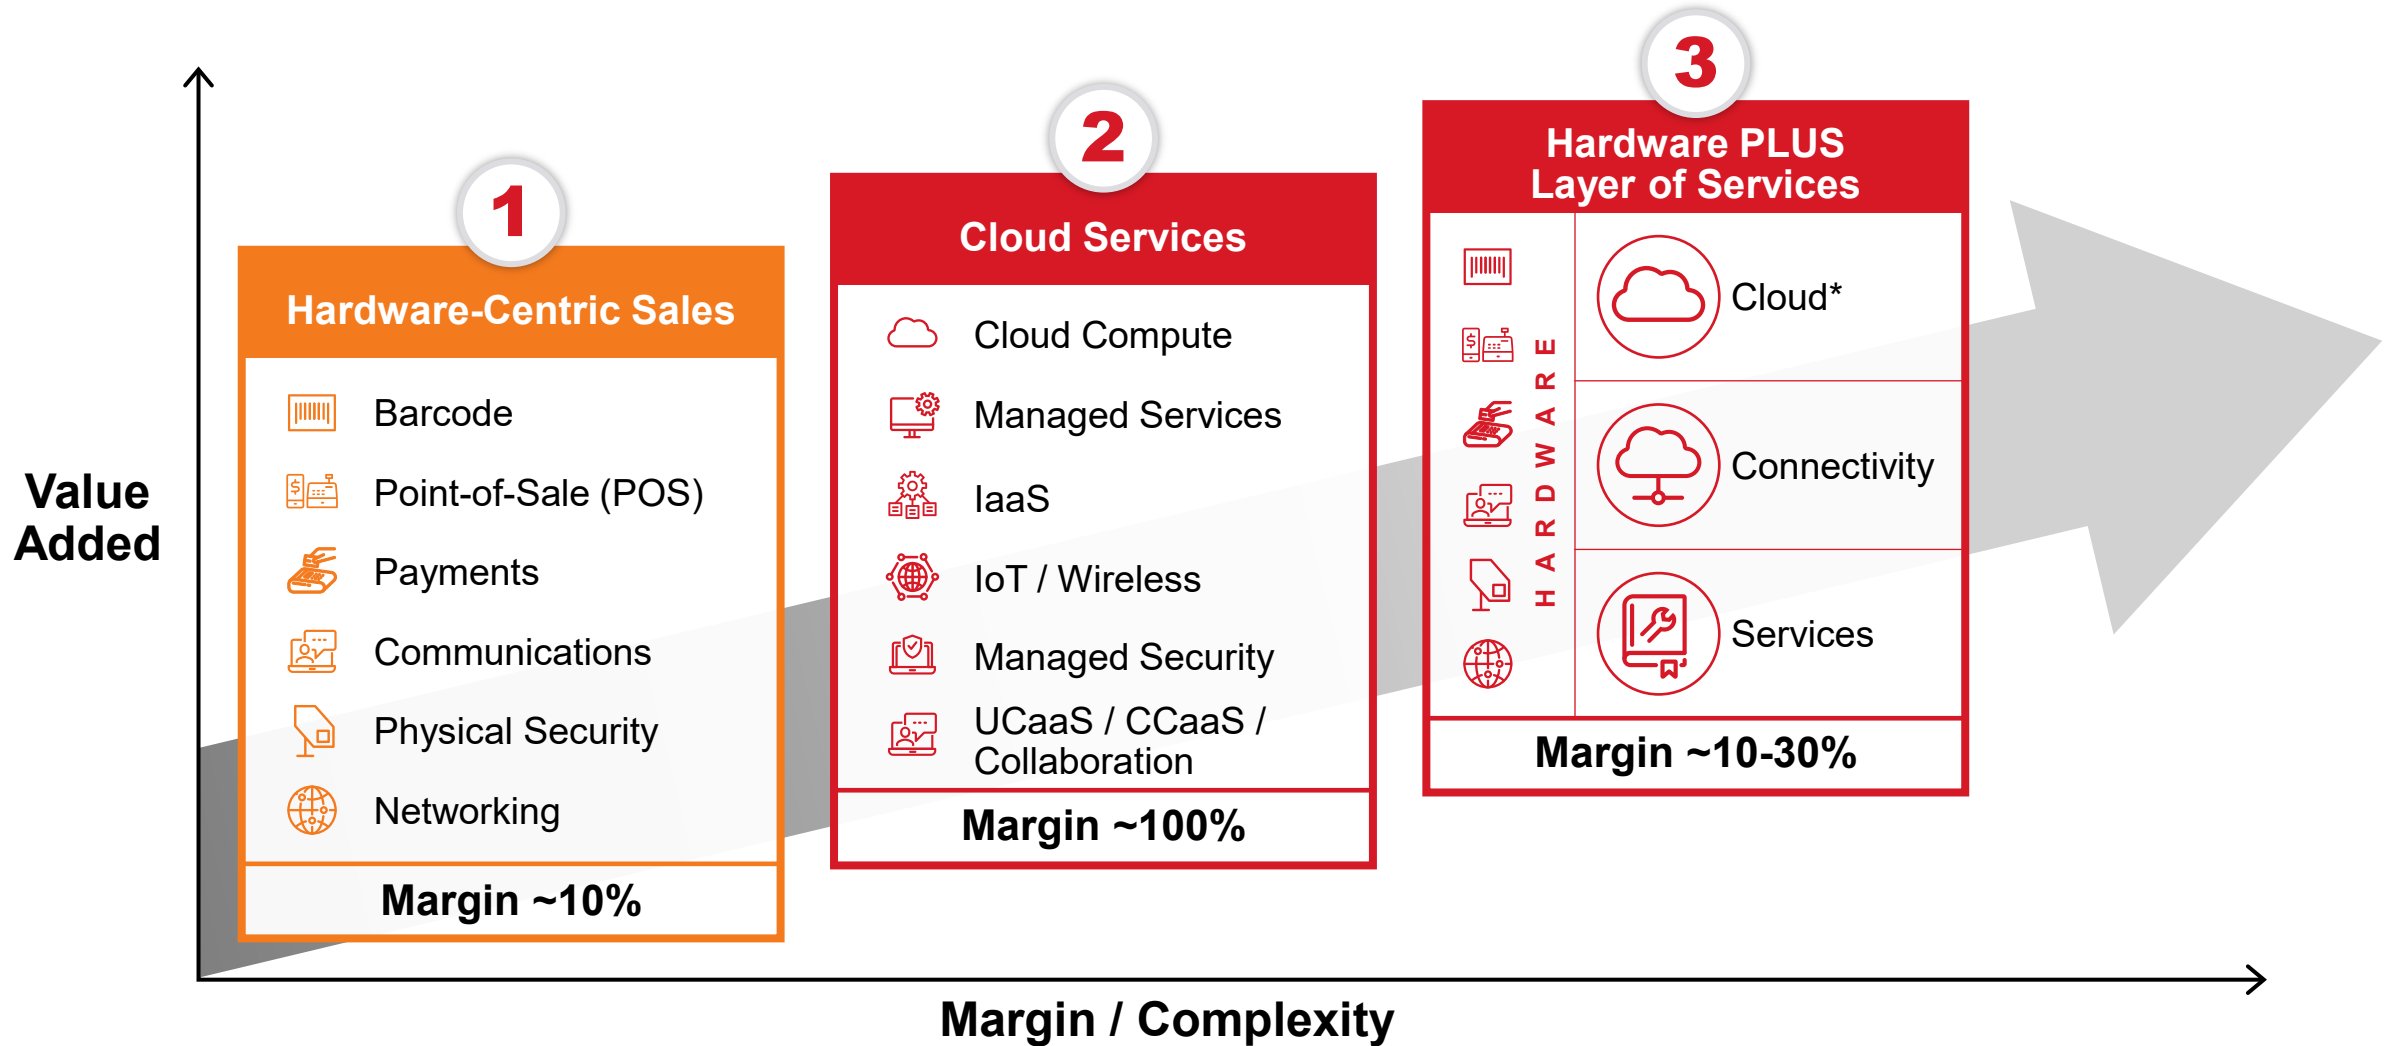 Value
Added
1
Hardware-Centric Sales
Barcode
Point-of-Sale (POS)
Payments
Communications
Physical Security
Networking
Margin ~10%
2
Cloud Services
Cloud Compute
Managed Services
IaaS
IoT / Wireless
Managed Security
UCaaS / CCaaS /
Collaboration
Margin ~100%
3
Hardware PLUS
Layer of Services
HARDWARE
Cloud*
Connectivity
Services
Margin ~10-30%
Margin / Complexity